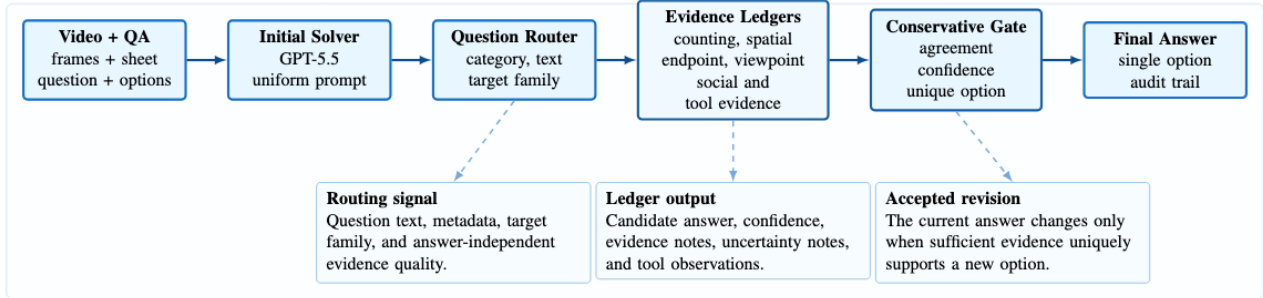 Video + QA
frames + sheet
question + options
Initial Solver
GPT-5.5
uniform prompt
Question Router
category, text
target family
Evidence Ledgers
counting, spatial
endpoint, viewpoint
social and
tool evidence
Conservative Gate
agreement
confidence
unique option
Final Answer
single option
audit trail
Routing signal
Question text, metadata, target
family, and answer-independent
evidence quality.
Ledger output
Candidate answer, confidence,
evidence notes, uncertainty notes,
and tool observations.
Accepted revision
The current answer changes only
when sufficient evidence uniquely
supports a new option.